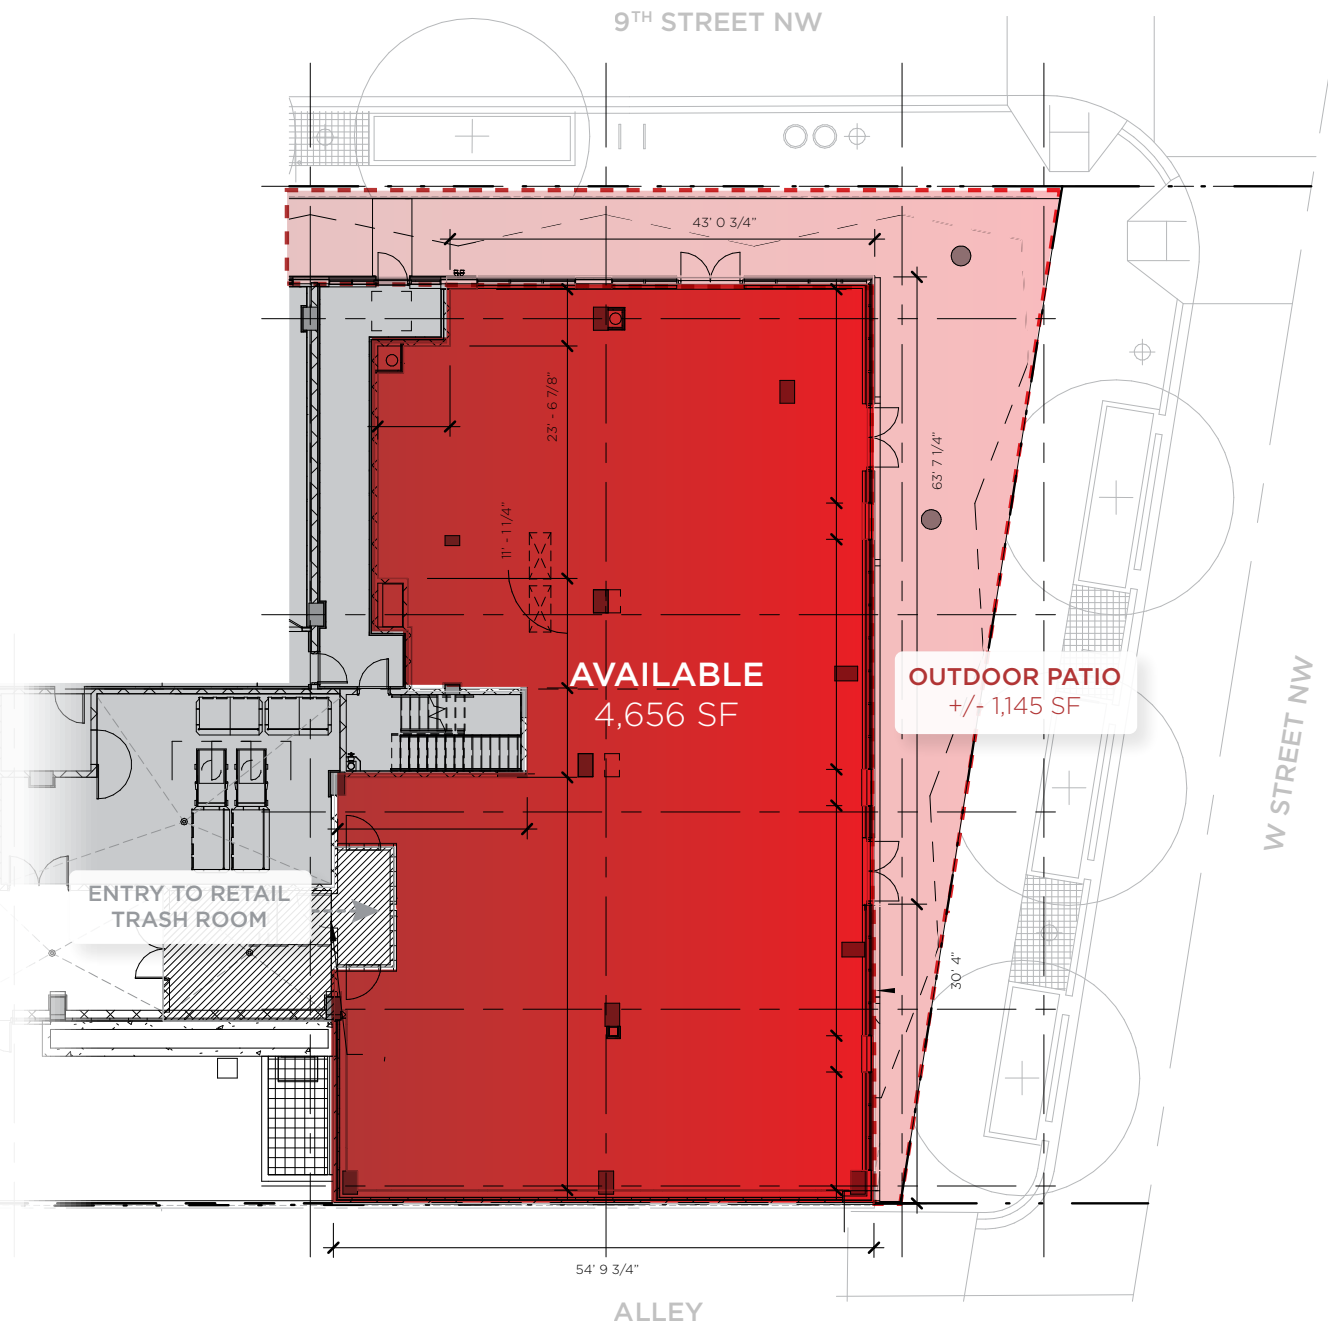 9TH STREET NW
43' 0 3/4"
23' - 6 7/8"
63' 7 1/4"
11' - 1 1/4"
AVAILABLE
4,656 SF
OUTDOOR PATIO
+/- 1,145 SF
W STREET NW
ENTRY TO RETAIL
TRASH ROOM
30' 4"
54' 9 3/4"
ALLEY